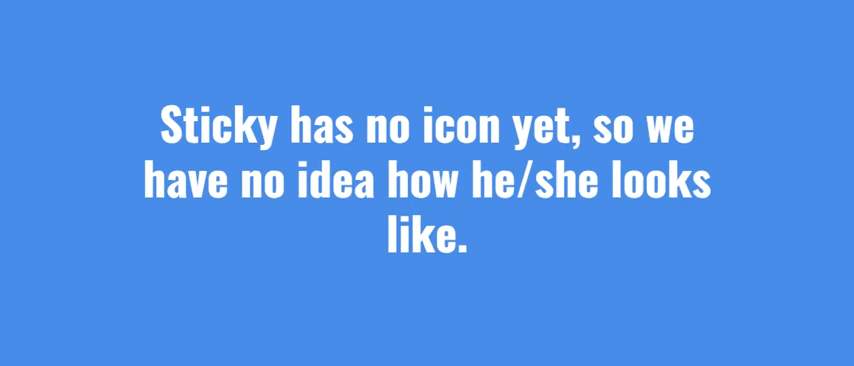 Sticky has no icon yet, so we
have no idea how he/she looks
like.